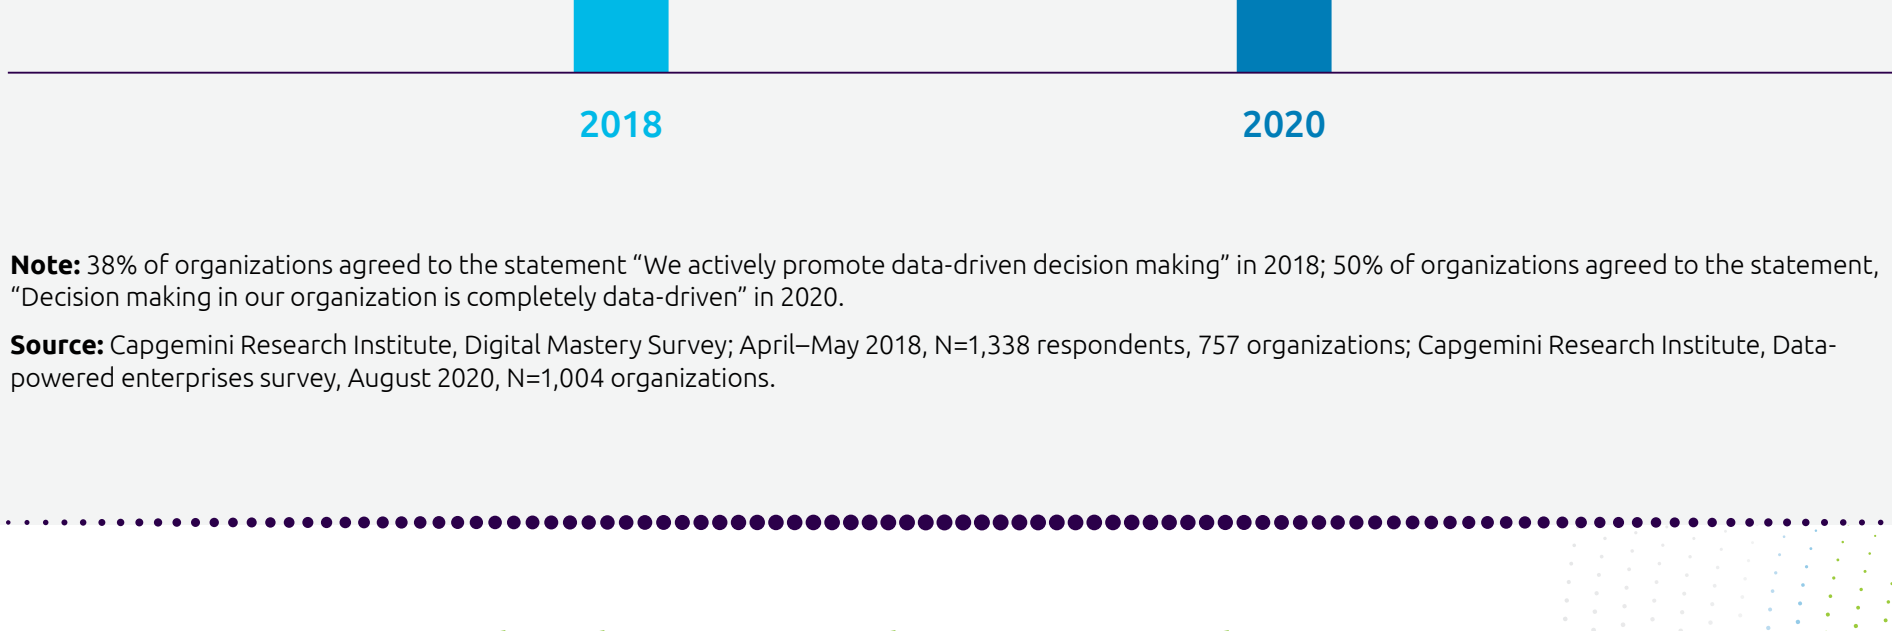 2018 2020
Note: 38% of organizations agreed to the statement “We actively promote data-driven decision making” in 2018; 50% of organizations agreed to the statement,
“Decision making in our organization is completely data-driven” in 2020.
Source: Capgemini Research Institute, Digital Mastery Survey; April–May 2018, N=1,338 respondents, 757 organizations; Capgemini Research Institute, Data-
powered enterprises survey, August 2020, N=1,004 organizations.